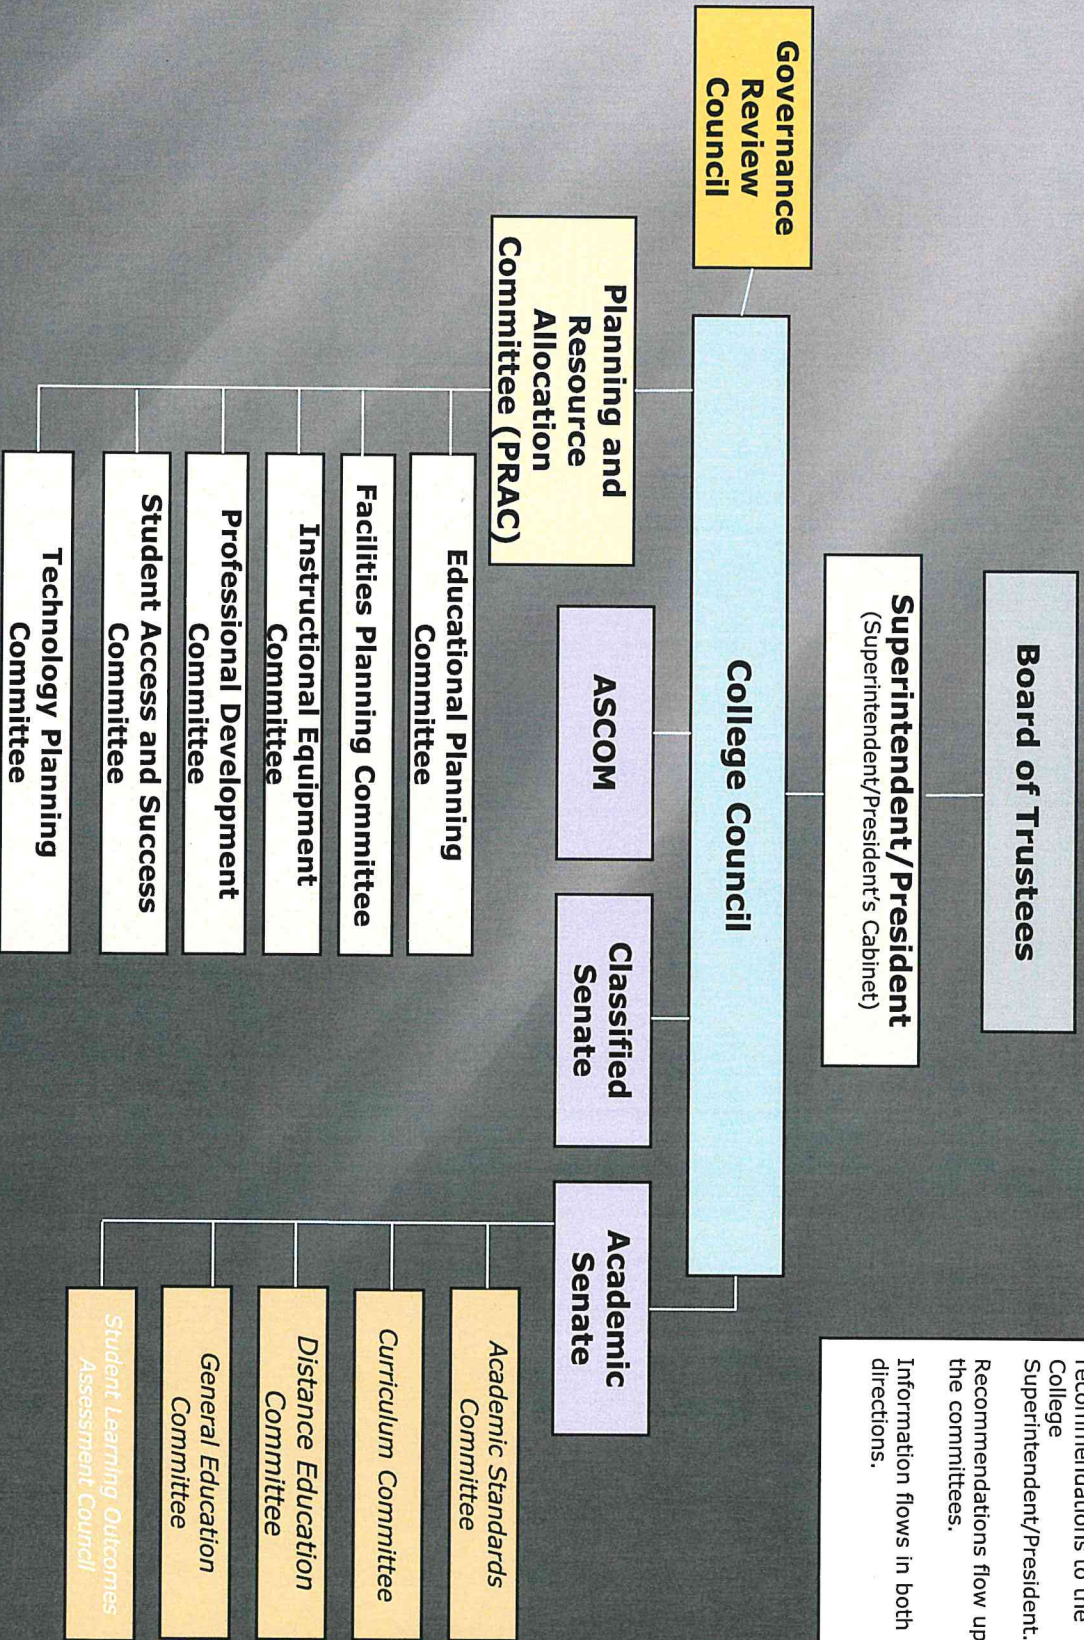 Board of Trustees
recommendations to the
College
Superintendent/President.
Recommendations flow up
the committees.
Information flows in both
directions.
Superintendent/President
(Superintendent/President's Cabinet)
Governance
Review
Council
College Council
Planning and
Resource
Allocation
Committee (PRAC)
ASCOM
Classified
Senate
Academic
Senate
Educational Planning
Committee
Facilities Planning Committee
Instructional Equipment
Committee
Professional Development
Committee
Student Access and Success
Committee
Technology Planning
Committee
Academic Standards
Committee
Curriculum Committee
Distance Education
Committee
General Education
Committee
Student Learning Outcomes
Assessment Council